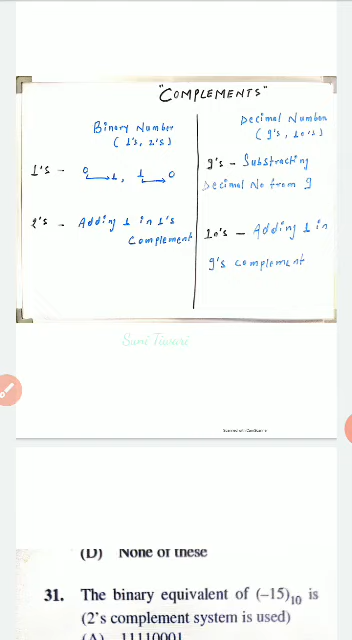 "COMPLEMENTS"
Binary Number
( 1's, 2's )
1's - 0 1, 1 0
2's - Adding 1 in 1's
Complement
Decimal Number
( 9's, 10's )
9's - Substracting
Decimal No from 9
10's - Adding 1 in
9's complement
Suni Tiwari
(D) None of these
31. The binary equivalent of (–15)10 is
(2's complement system is used)
(A) 11110001